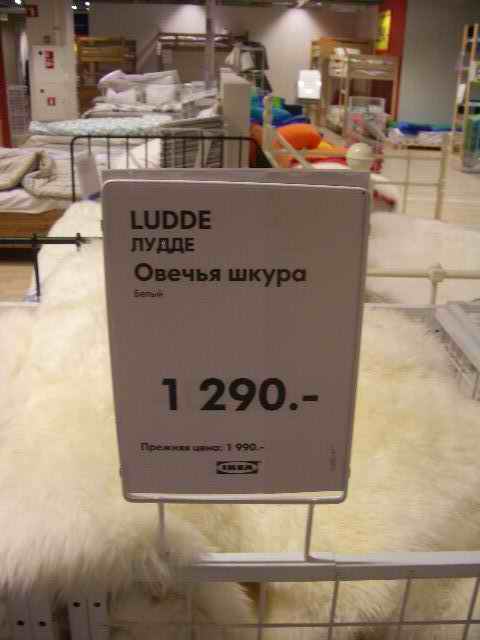 LUDDE
ЛУДДЕ
Овечья шкура
Белый
1 290.-
Прежняя цена: 1 990.-
IKEA